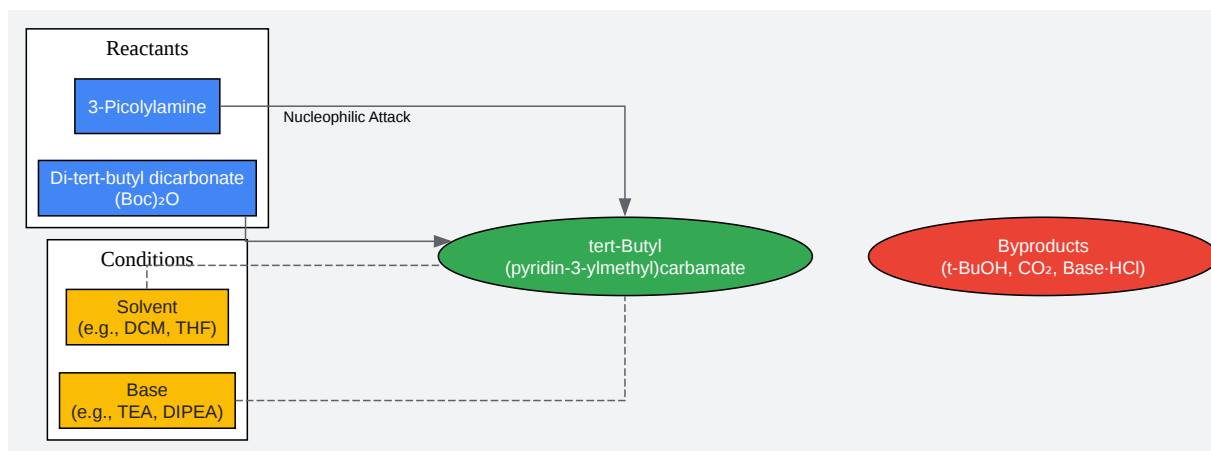 Reactants
3-Picolylamine
Nucleophilic Attack
Di-tert-butyl dicarbonate
(Boc)₂O
Conditions
Solvent
(e.g., DCM, THF)
Base
(e.g., TEA, DIPEA)
tert-Butyl
(pyridin-3-ylmethyl)carbamate
Byproducts
(t-BuOH, CO₂, Base·HCl)